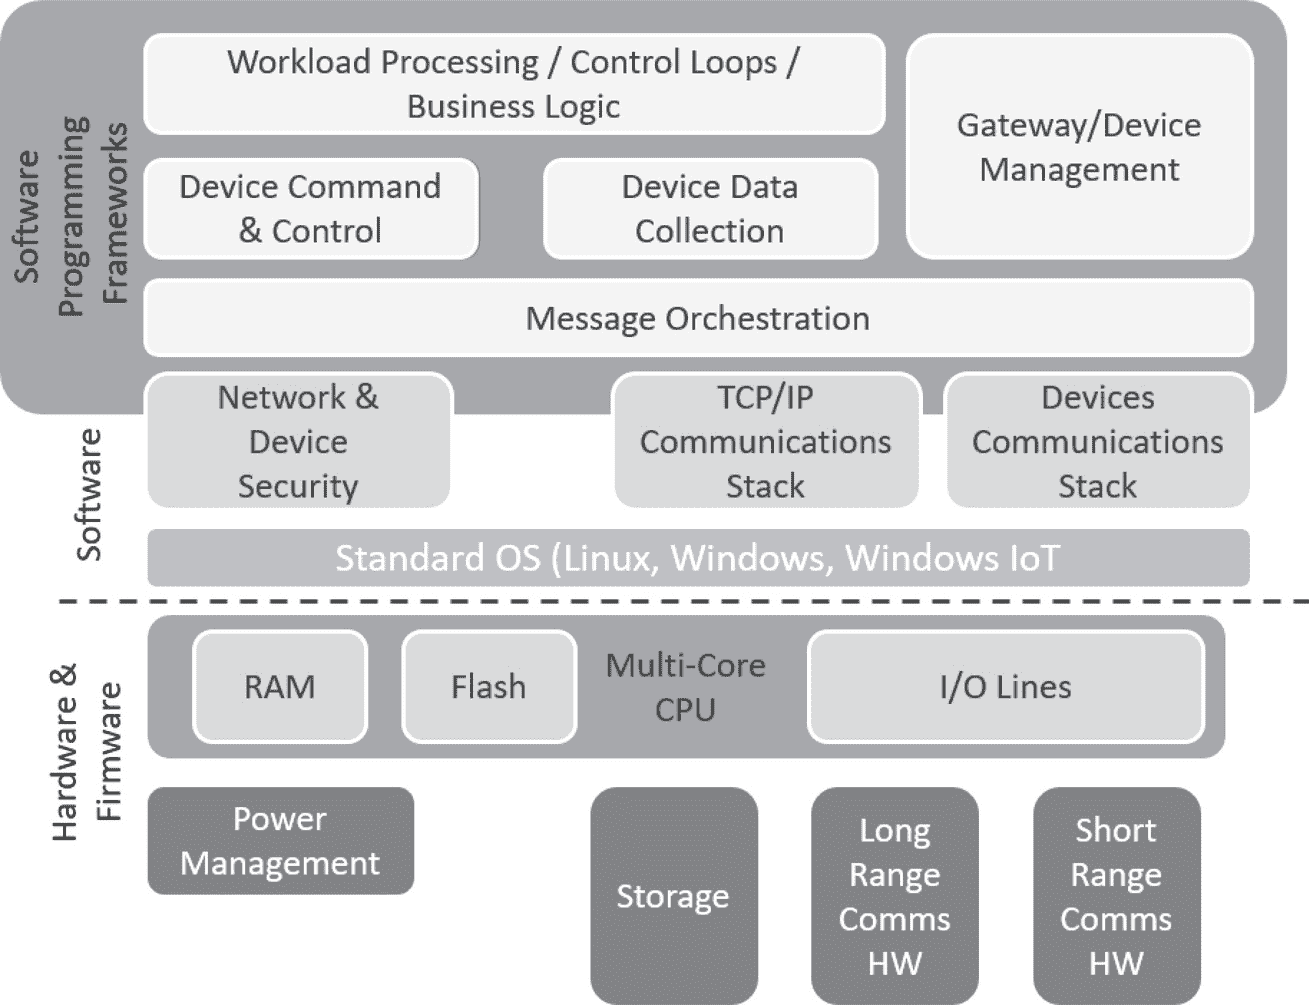 Software
Programming
Frameworks
Workload Processing / Control Loops /
Business Logic
Gateway/Device
Management
Device Command
& Control
Device Data
Collection
Message Orchestration
Software
Network &
Device
Security
TCP/IP
Communications
Stack
Devices
Communications
Stack
Standard OS (Linux, Windows, Windows IoT
Hardware &
Firmware
RAM
Flash
Multi-Core
CPU
I/O Lines
Power
Management
Storage
Long
Range
Comms
HW
Short
Range
Comms
HW